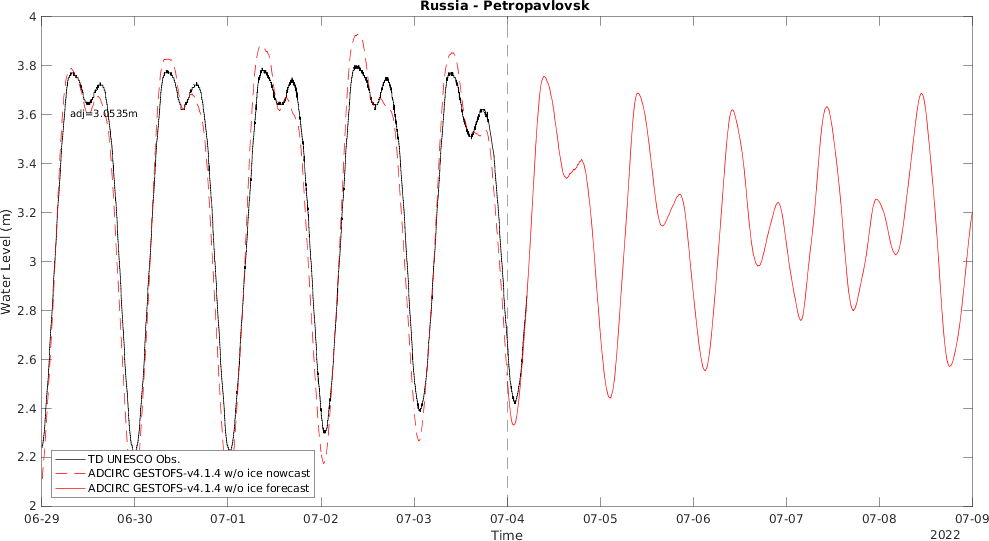 Russia - Petropavlovsk
4
3.8
3.6
3.4
3.2
3
2.8
2.6
2.4
2.2
2
Water Level (m)
adj=3.0535m
TD UNESCO Obs.
ADCIRC GESTOFS-v4.1.4 w/o ice nowcast
ADCIRC GESTOFS-v4.1.4 w/o ice forecast
06-29 06-30 07-01 07-02 07-03 07-04 07-05 07-06 07-07 07-08 07-09
Time
2022